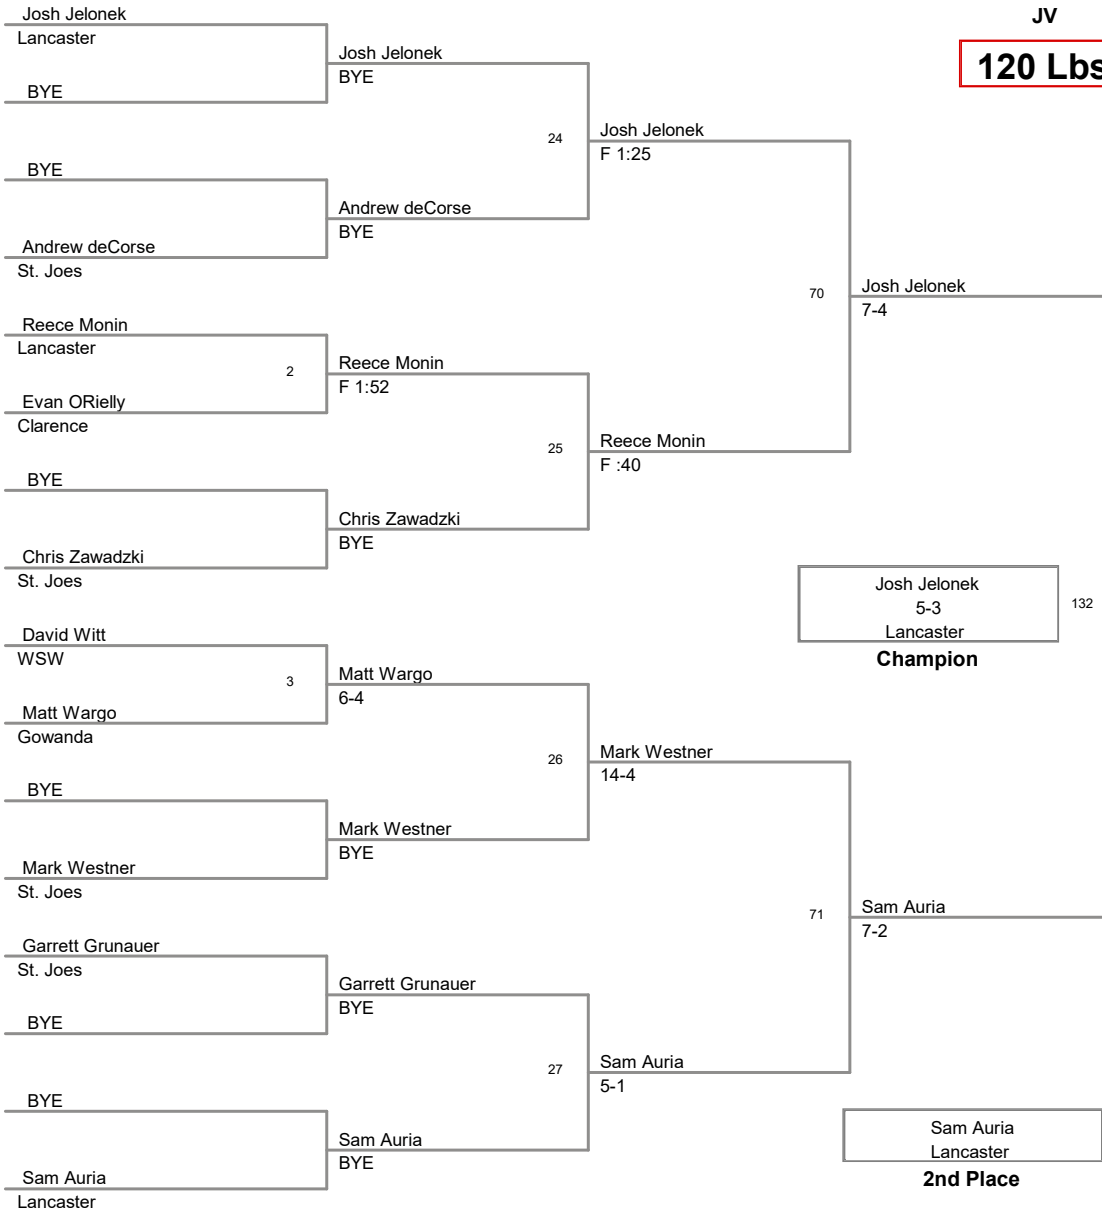 Josh Jelonek
Lancaster
BYE
BYE
Andrew deCorse
St. Joes
Reece Monin
Lancaster
2
Evan ORielly
Clarence
BYE
Chris Zawadzki
St. Joes
David Witt
WSW
3
Matt Wargo
Gowanda
BYE
Mark Westner
St. Joes
Garrett Grunauer
St. Joes
BYE
BYE
Sam Auria
Lancaster
Josh Jelonek
BYE
24
Andrew deCorse
BYE
Reece Monin
F 1:52
25
Chris Zawadzki
BYE
Matt Wargo
6-4
26
Mark Westner
BYE
Garrett Grunauer
BYE
27
Sam Auria
BYE
Josh Jelonek
F 1:25
70
Reece Monin
F :40
Mark Westner
14-4
71
Sam Auria
5-1
JV
120 Lbs
Josh Jelonek
7-4
Josh Jelonek
5-3
Lancaster
132
Champion
Sam Auria
7-2
Sam Auria
Lancaster
2nd Place